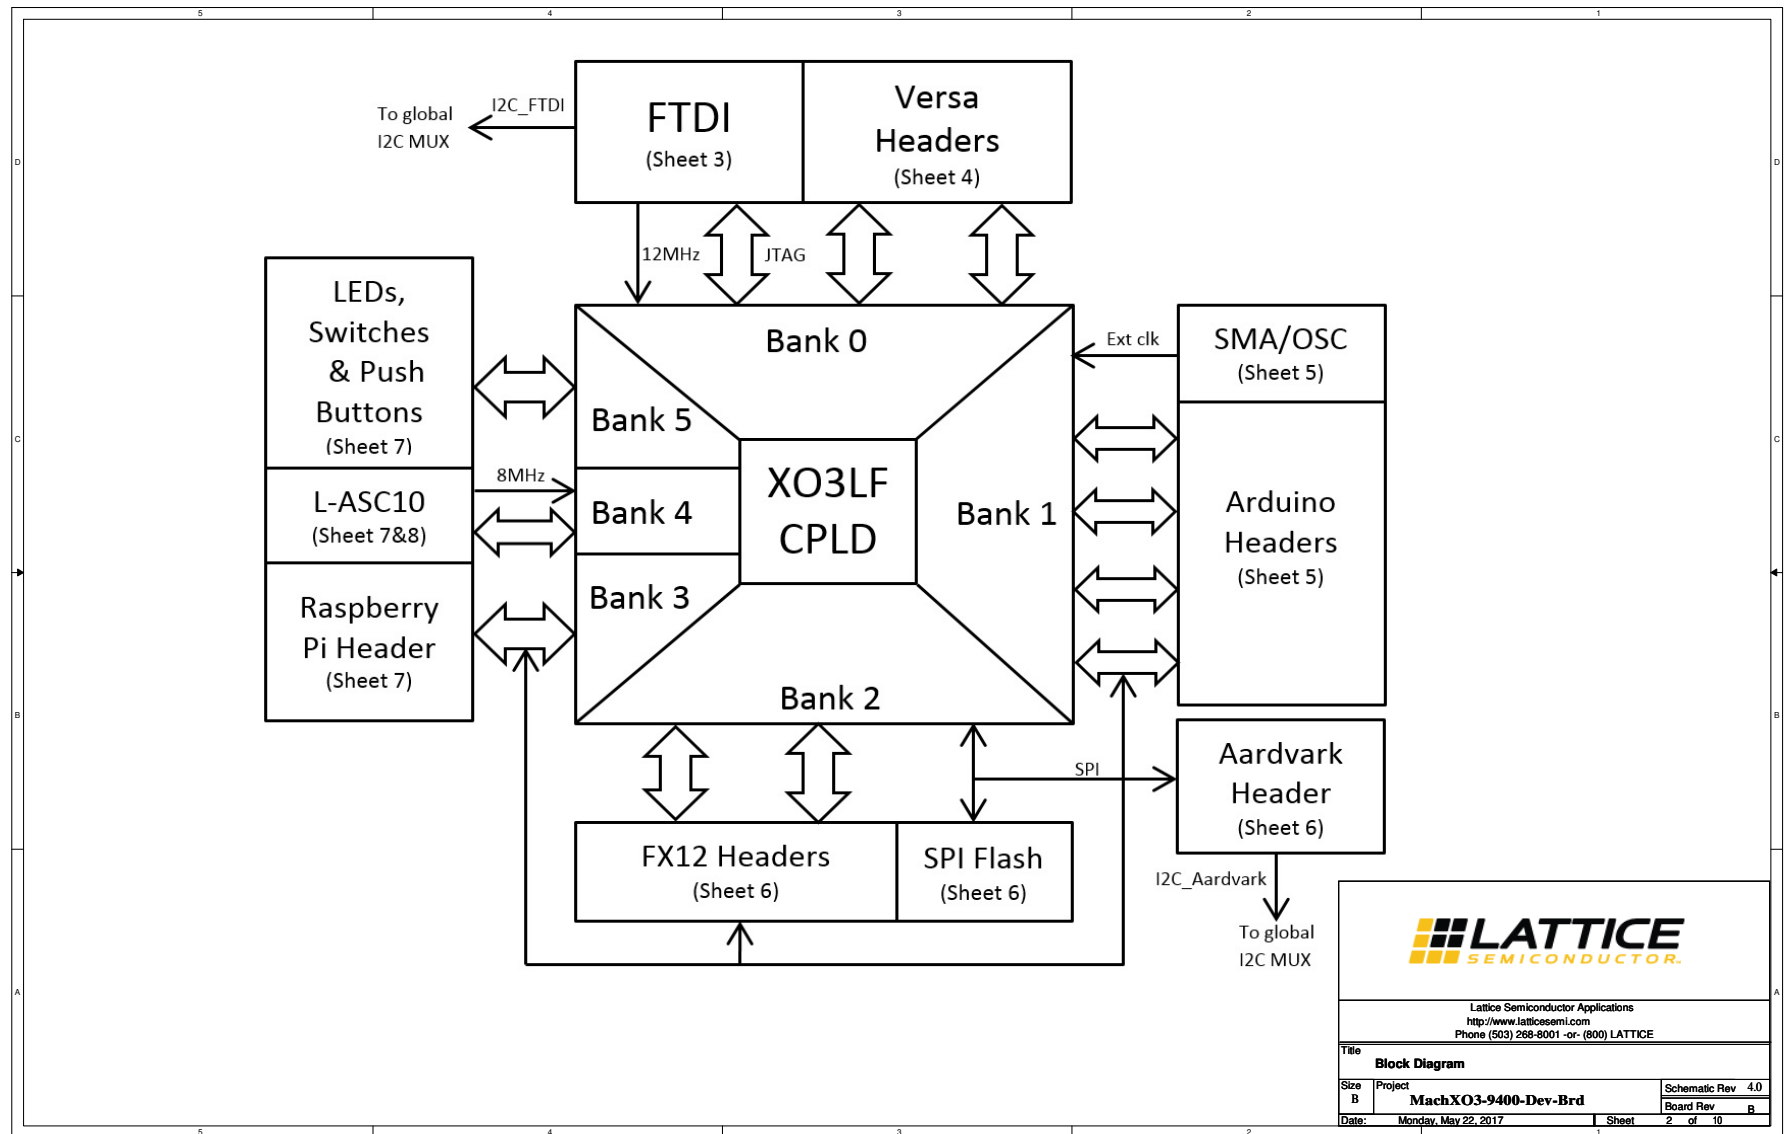 5
4
3
2
1
To global
I2C MUX
I2C_FTDI
FTDI
(Sheet 3)
Versa
Headers
(Sheet 4)
D
D
12MHz
JTAG
LEDs,
Switches
& Push
Buttons
(Sheet 7)
Bank 0
Ext clk
SMA/OSC
(Sheet 5)
C
C
Bank 5
8MHz
L-ASC10
(Sheet 7&8)
Bank 4
XO3LF
CPLD
Bank 1
Arduino
Headers
(Sheet 5)
Raspberry
Pi Header
(Sheet 7)
Bank 3
Bank 2
B
B
SPI
Aardvark
Header
(Sheet 6)
FX12 Headers
(Sheet 6)
SPI Flash
(Sheet 6)
I2C_Aardvark
To global
I2C MUX
A
A
LATTICE
SEMICONDUCTOR
Lattice Semiconductor Applications
http://www.latticesemi.com
Phone (503) 268-8001 -or- (800) LATTICE
Title
Block Diagram
Size
B
Project
MachXO3-9400-Dev-Brd
Schematic Rev 4.0
Board Rev B
Date: Monday, May 22, 2017
Sheet 2 of 10
5
4
3
2
1